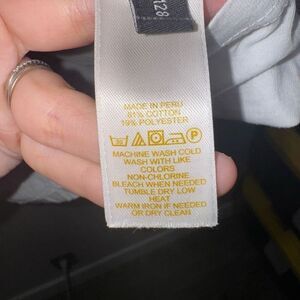 128
MADE IN PERU
81% COTTON
19% POLYESTER
P
MACHINE WASH COLD
WASH WITH LIKE
COLORS
NON-CHLORINE
BLEACH WHEN NEEDED
TUMBLE DRY LOW
HEAT
WARM IRON IF NEEDED
OR DRY CLEAN